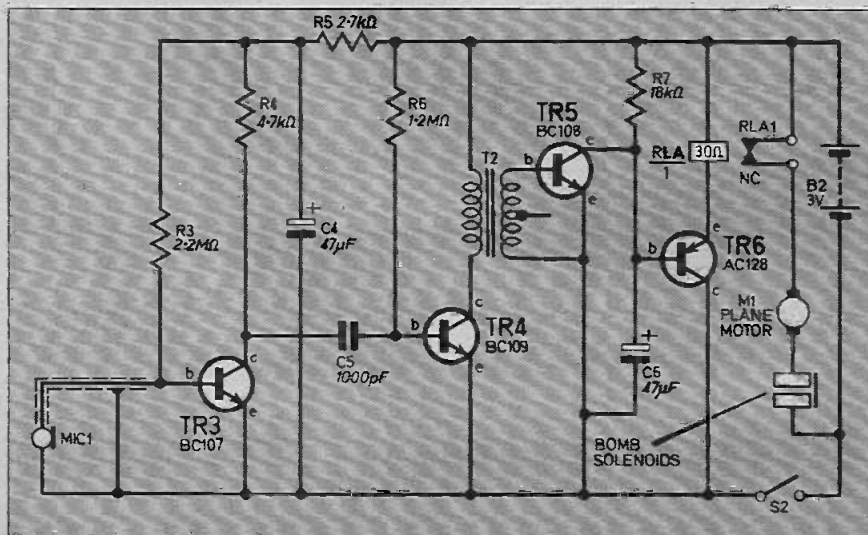 R5 2·7kΩ
R4
4·7kΩ
R6
1·2MΩ
R7
18kΩ
TR5
BC108
RLA
1
30Ω
RLA1
NC
B2
3V
T2
b
c
e
R3
2·2MΩ
+
C4
47µF
e
b
c
TR6
AC128
M1
PLANE
MOTOR
c
b
e
TR4
BC109
C5
1000pF
+
C6
47µF
b
c
e
TR3
BC107
MIC1
BOMB
SOLENOIDS
S2